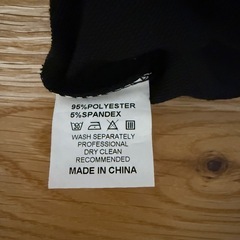 95%POLYESTER
5%SPANDEX
WASH SEPARATELY
PROFESSIONAL
DRY CLEAN
RECOMMENDED
MADE IN CHINA